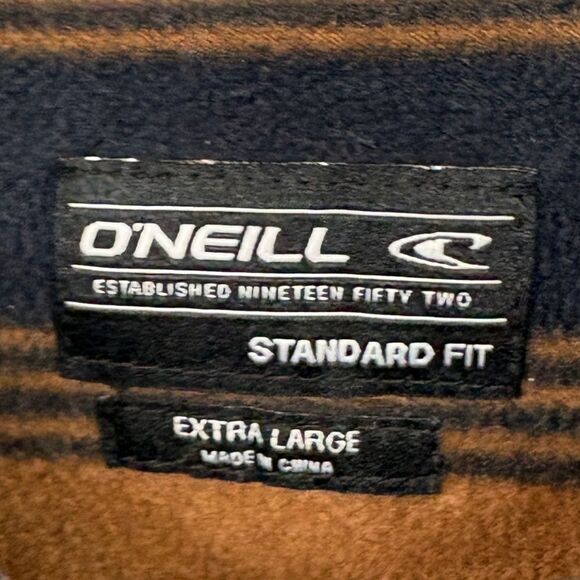 O'NEILL
ESTABLISHED NINETEEN FIFTY TWO
STANDARD FIT
EXTRA LARGE
MADE IN CHINA